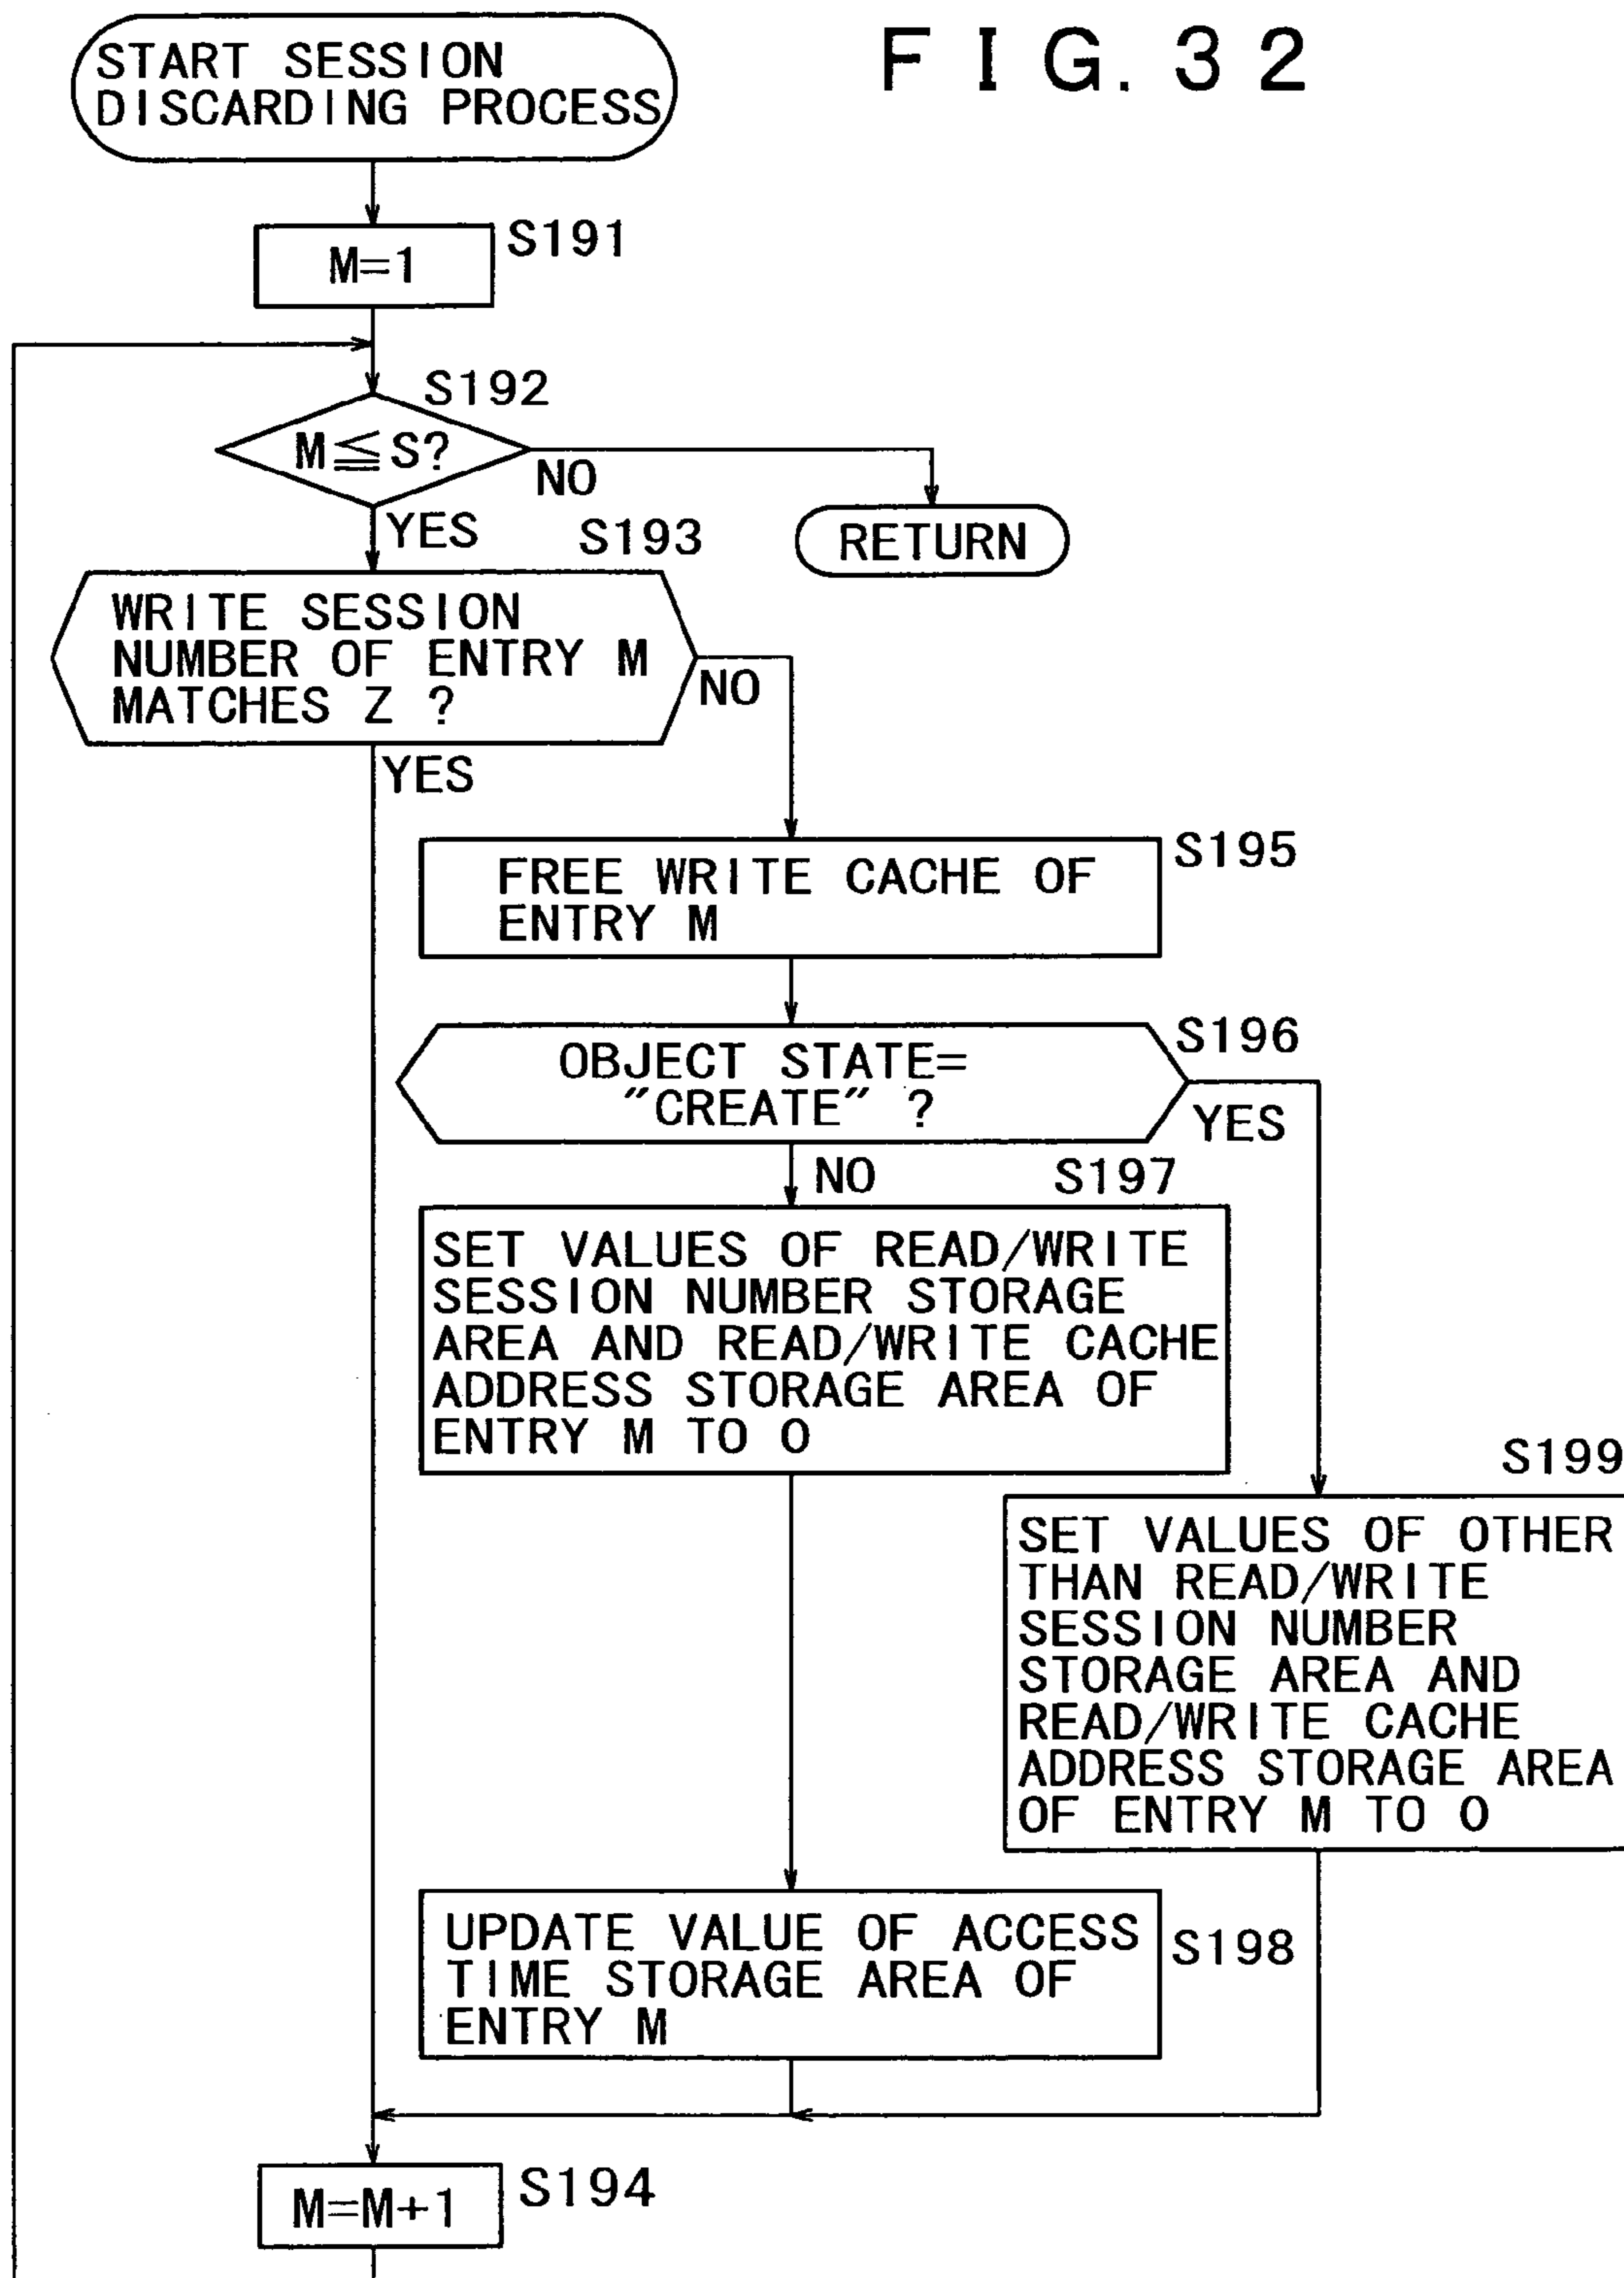 FIG. 32
START SESSION
DISCARDING PROCESS
S191
M=1
S192
M≦S?
NO
YES
RETURN
S193
WRITE SESSION
NUMBER OF ENTRY M
MATCHES Z ?
NO
YES
S195
FREE WRITE CACHE OF
ENTRY M
S196
OBJECT STATE=
"CREATE" ?
YES
NO
S197
SET VALUES OF READ/WRITE
SESSION NUMBER STORAGE
AREA AND READ/WRITE CACHE
ADDRESS STORAGE AREA OF
ENTRY M TO 0
S199
SET VALUES OF OTHER
THAN READ/WRITE
SESSION NUMBER
STORAGE AREA AND
READ/WRITE CACHE
ADDRESS STORAGE AREA
OF ENTRY M TO 0
UPDATE VALUE OF ACCESS
TIME STORAGE AREA OF
ENTRY M
S198
M=M+1
S194